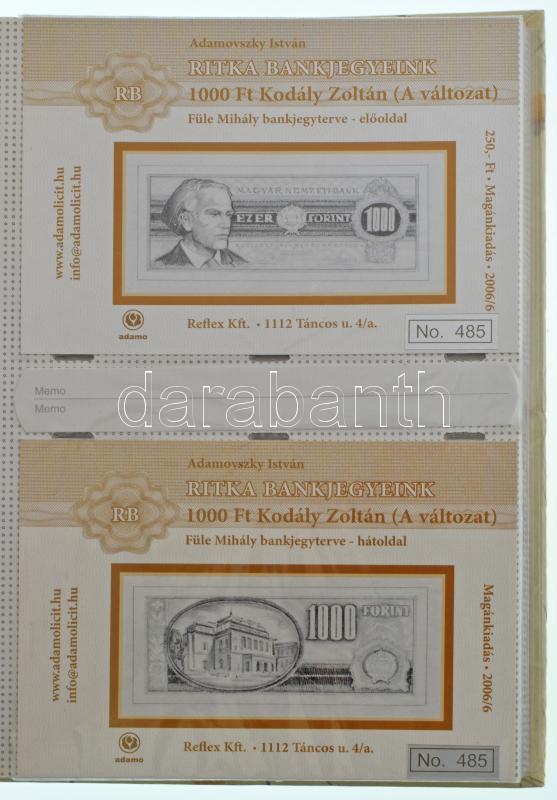 Adamovszky István
RITKA BANKJEGYEINK
RB
1000 Ft Kodály Zoltán (A változat)
Füle Mihály bankjegyterve - előoldal
www.adamolicit.hu
info@adamolicit.hu
MAGYAR NEMZETI BANK
EZER FORINT 1000
250,- Ft • Magánkiadás • 2006/6
adamo
Reflex Kft. • 1112 Táncos u. 4/a.
No. 485
Memo
Memo
darabanth
Adamovszky István
RITKA BANKJEGYEINK
RB
1000 Ft Kodály Zoltán (A változat)
Füle Mihály bankjegyterve - hátoldal
www.adamolicit.hu
info@adamolicit.hu
1000 FORINT
Magánkiadás • 2006/6
adamo
Reflex Kft. • 1112 Táncos u. 4/a.
No. 485